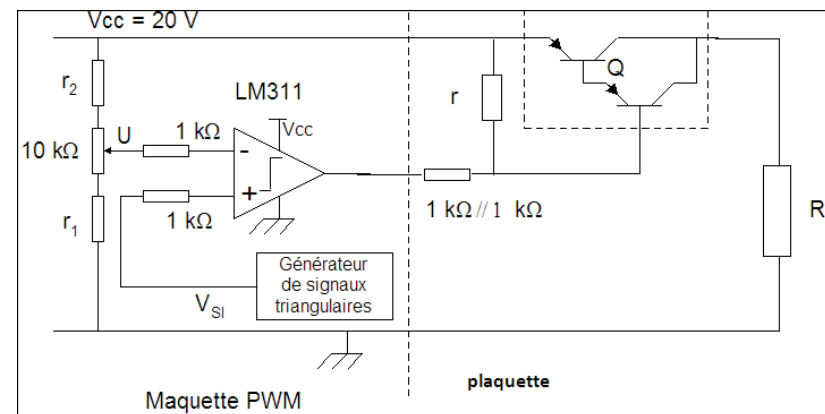 Vcc = 20 V
r2
LM311
Q
r
U
1 kΩ
Vcc
10 kΩ
-
+
r1
1 kΩ
1 kΩ // 1 kΩ
R
Générateur
de signaux
triangulaires
VSI
plaquette
Maquette PWM